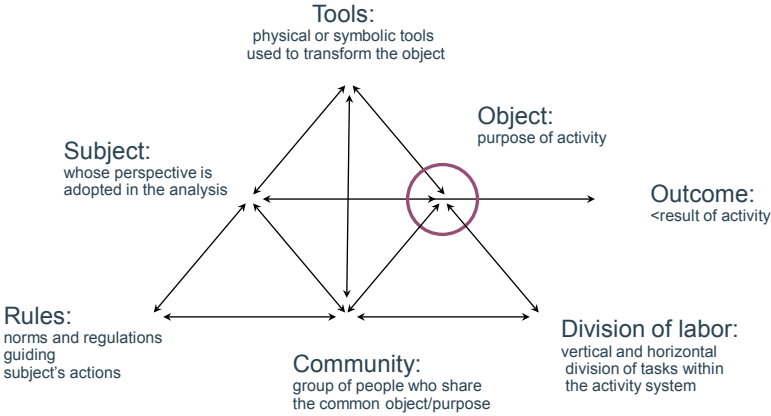 Tools:
physical or symbolic tools
used to transform the object
Object:
purpose of activity
Subject:
whose perspective is
adopted in the analysis
Outcome:
<result of activity
Rules:
norms and regulations
guiding
subject's actions
Community:
group of people who share
the common object/purpose
Division of labor:
vertical and horizontal
division of tasks within
the activity system